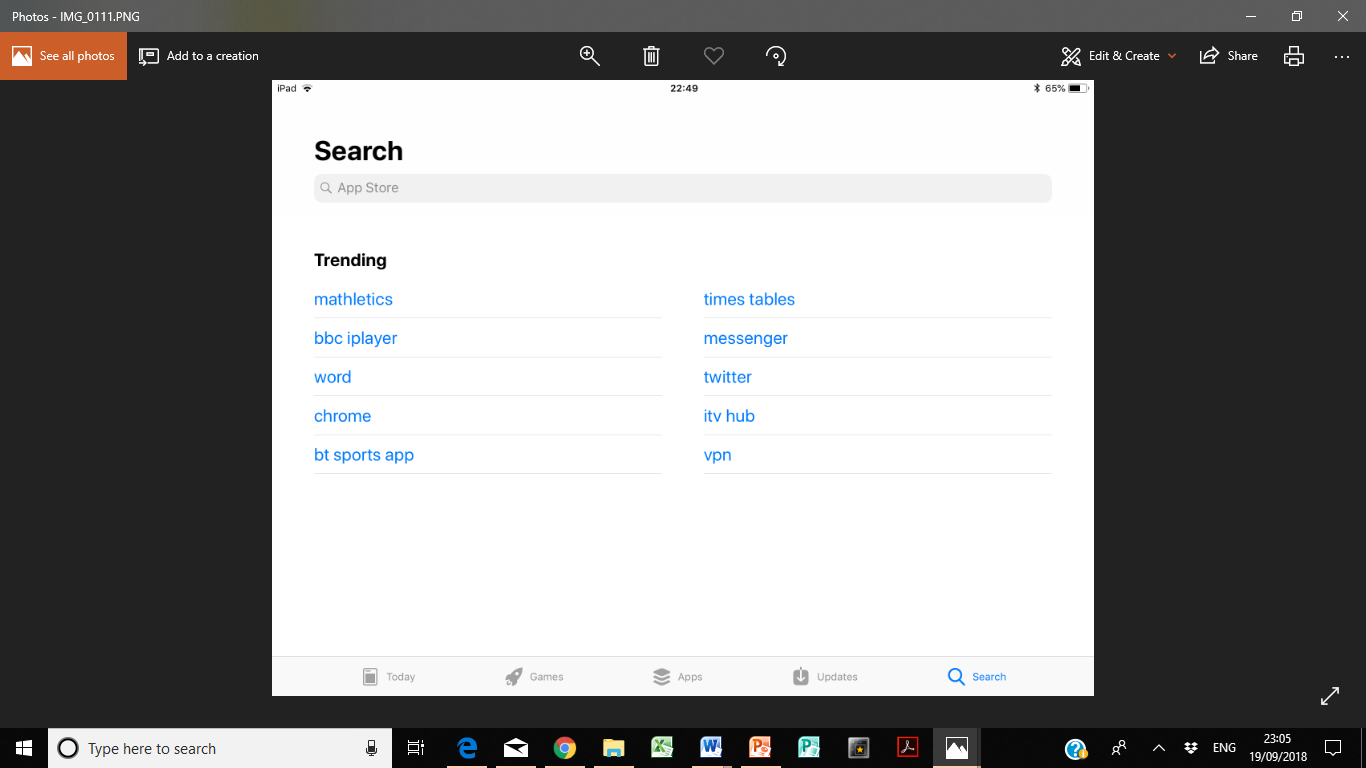 Photos - IMG_0111.PNG
See all photos
Add to a creation
Edit & Create
Share
iPad
22:49
65%
Search
App Store
Trending
mathletics
times tables
bbc iplayer
messenger
word
twitter
chrome
itv hub
bt sports app
vpn
Today
Games
Apps
Updates
Search
Type here to search
ENG
23:05
19/09/2018